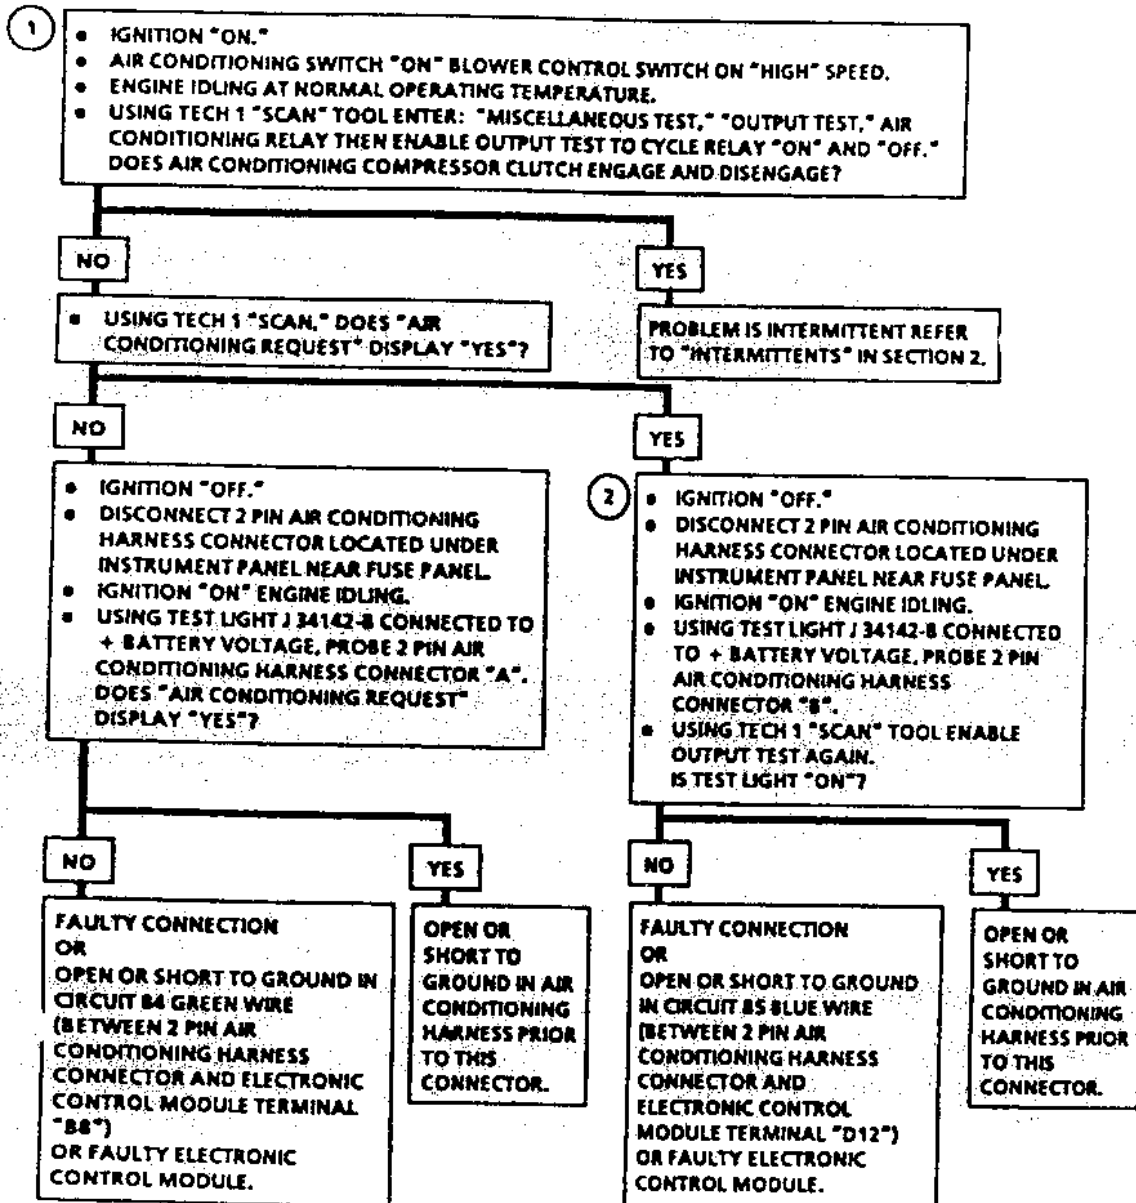 1
• IGNITION "ON."
• AIR CONDITIONING SWITCH "ON" BLOWER CONTROL SWITCH ON "HIGH" SPEED.
• ENGINE IDLING AT NORMAL OPERATING TEMPERATURE.
• USING TECH 1 "SCAN" TOOL ENTER: "MISCELLANEOUS TEST," "OUTPUT TEST," AIR
CONDITIONING RELAY THEN ENABLE OUTPUT TEST TO CYCLE RELAY "ON" AND "OFF."
DOES AIR CONDITIONING COMPRESSOR CLUTCH ENGAGE AND DISENGAGE?
NO
YES
• USING TECH 1 "SCAN," DOES "AIR
CONDITIONING REQUEST" DISPLAY "YES"?
PROBLEM IS INTERMITTENT REFER
TO "INTERMITTENTS" IN SECTION 2.
NO
YES
• IGNITION "OFF."
• DISCONNECT 2 PIN AIR CONDITIONING
HARNESS CONNECTOR LOCATED UNDER
INSTRUMENT PANEL NEAR FUSE PANEL.
• IGNITION "ON" ENGINE IDLING.
• USING TEST LIGHT J 34142-B CONNECTED TO
+ BATTERY VOLTAGE, PROBE 2 PIN AIR
CONDITIONING HARNESS CONNECTOR "A".
DOES "AIR CONDITIONING REQUEST"
DISPLAY "YES"?
2
• IGNITION "OFF."
• DISCONNECT 2 PIN AIR CONDITIONING
HARNESS CONNECTOR LOCATED UNDER
INSTRUMENT PANEL NEAR FUSE PANEL.
• IGNITION "ON" ENGINE IDLING.
• USING TEST LIGHT J 34142-B CONNECTED
TO + BATTERY VOLTAGE, PROBE 2 PIN
AIR CONDITIONING HARNESS
CONNECTOR "B".
• USING TECH 1 "SCAN" TOOL ENABLE
OUTPUT TEST AGAIN.
IS TEST LIGHT "ON"?
NO
YES
NO
YES
FAULTY CONNECTION
OR
OPEN OR SHORT TO GROUND IN
CIRCUIT 84 GREEN WIRE
(BETWEEN 2 PIN AIR
CONDITIONING HARNESS
CONNECTOR AND ELECTRONIC
CONTROL MODULE TERMINAL
"B8")
OR FAULTY ELECTRONIC
CONTROL MODULE.
OPEN OR
SHORT TO
GROUND IN AIR
CONDITIONING
HARNESS PRIOR
TO THIS
CONNECTOR.
FAULTY CONNECTION
OR
OPEN OR SHORT TO GROUND
IN CIRCUIT 85 BLUE WIRE
(BETWEEN 2 PIN AIR
CONDITIONING HARNESS
CONNECTOR AND
ELECTRONIC CONTROL
MODULE TERMINAL "D12")
OR FAULTY ELECTRONIC
CONTROL MODULE.
OPEN OR
SHORT TO
GROUND IN AIR
CONDITIONING
HARNESS PRIOR
TO THIS
CONNECTOR.